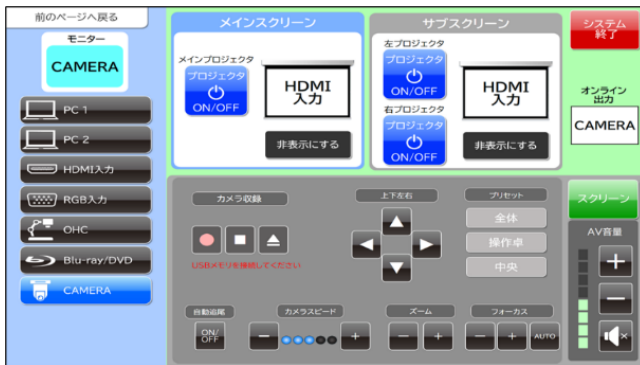 前のページへ戻る
モニター
CAMERA
PC 1
PC 2
HDMI入力
RGB入力
OHC
Blu-ray/DVD
CAMERA
メインスクリーン
メインプロジェクタ
プロジェクタ
ON/OFF
HDMI
入力
非表示にする
サブスクリーン
左プロジェクタ
プロジェクタ
ON/OFF
右プロジェクタ
プロジェクタ
ON/OFF
HDMI
入力
非表示にする
システム
終了
オンライン
出力
CAMERA
カメラ収録
USBメモリを接続してください
上下左右
プリセット
全体
操作卓
中央
自動追尾
ON/
OFF
カメラスピード
− +
ズーム
− +
フォーカス
− + AUTO
スクリーン
AV音量
+
−